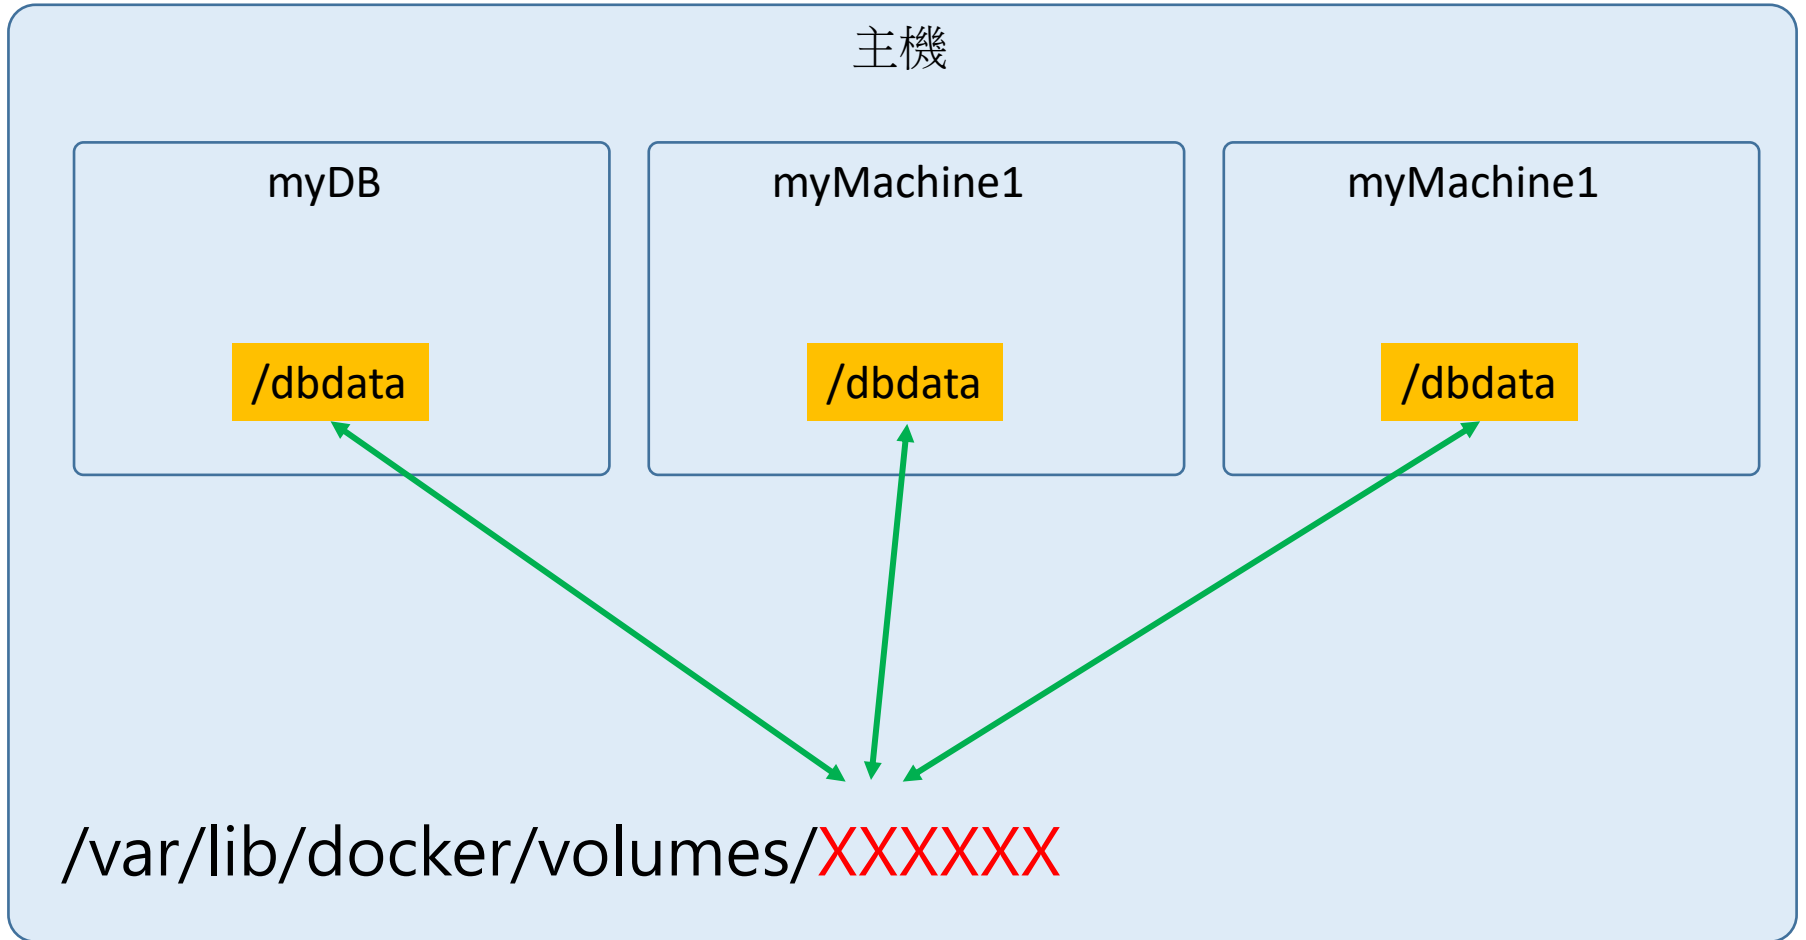 主機
myDB
myMachine1
myMachine1
/dbdata
/dbdata
/dbdata
/var/lib/docker/volumes/XXXXXX